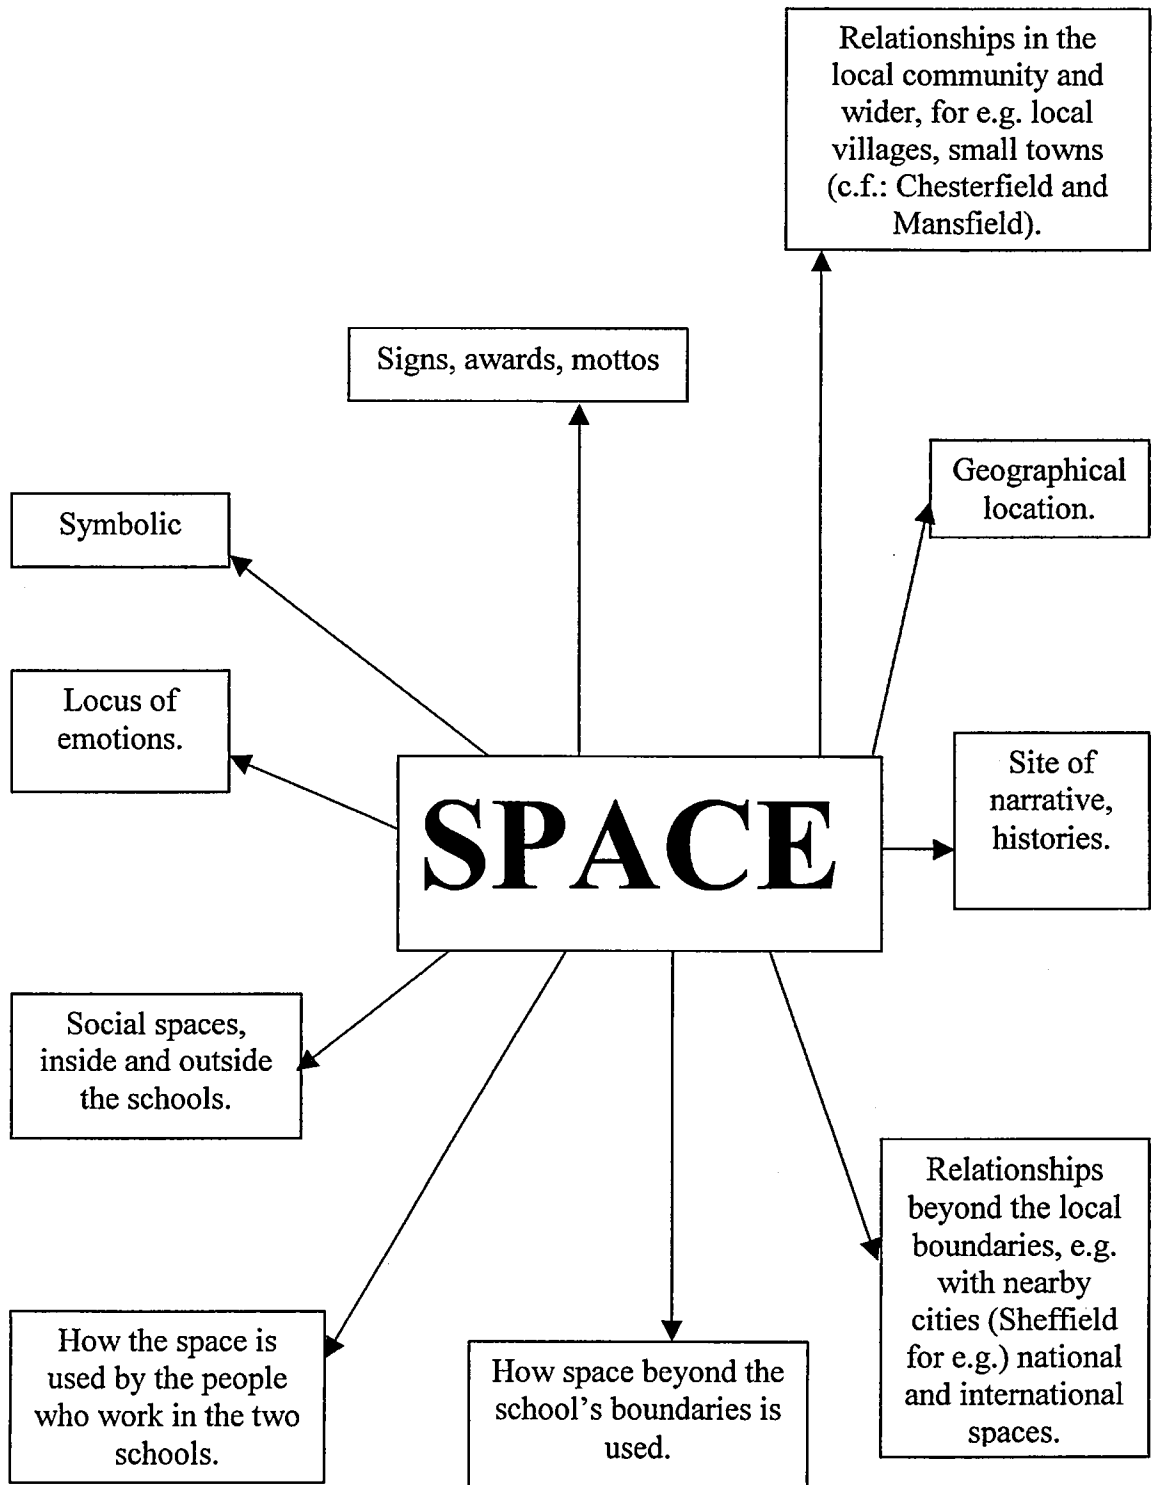 Relationships in the
local community and
wider, for e.g. local
villages, small towns
(c.f.: Chesterfield and
Mansfield).
Signs, awards, mottos
Geographical
location.
Symbolic
Locus of
emotions.
Site of
narrative,
histories.
SPACE
Social spaces,
inside and outside
the schools.
Relationships
beyond the local
boundaries, e.g.
with nearby
cities (Sheffield
for e.g.) national
and international
spaces.
How the space is
used by the people
who work in the two
schools.
How space beyond the
school's boundaries is
used.